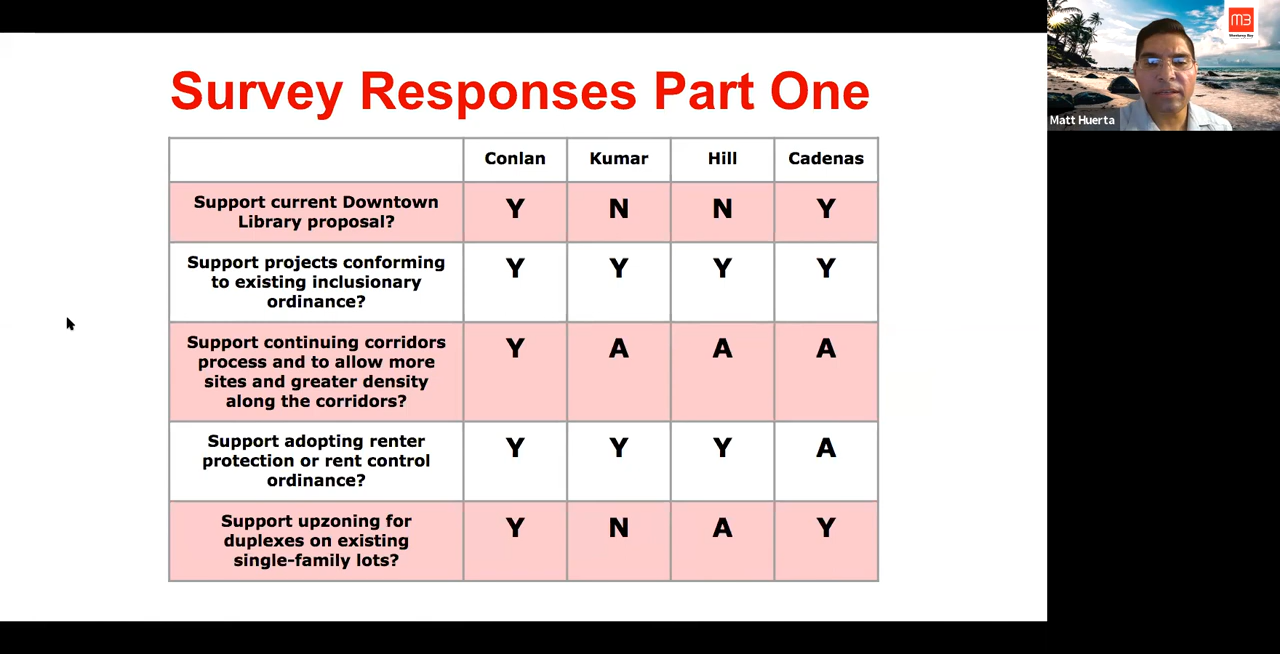 Survey Responses Part One
M3
Matt Huerta
Conlan Kumar Hill Cadenas
Support current Downtown
Library proposal?
Y N N Y
Support projects conforming
to existing inclusionary
ordinance?
Y Y Y Y
Support continuing corridors
process and to allow more
sites and greater density
along the corridors?
Y A A A
Support adopting renter
protection or rent control
ordinance?
Y Y Y A
Support upzoning for
duplexes on existing
single-family lots?
Y N A Y